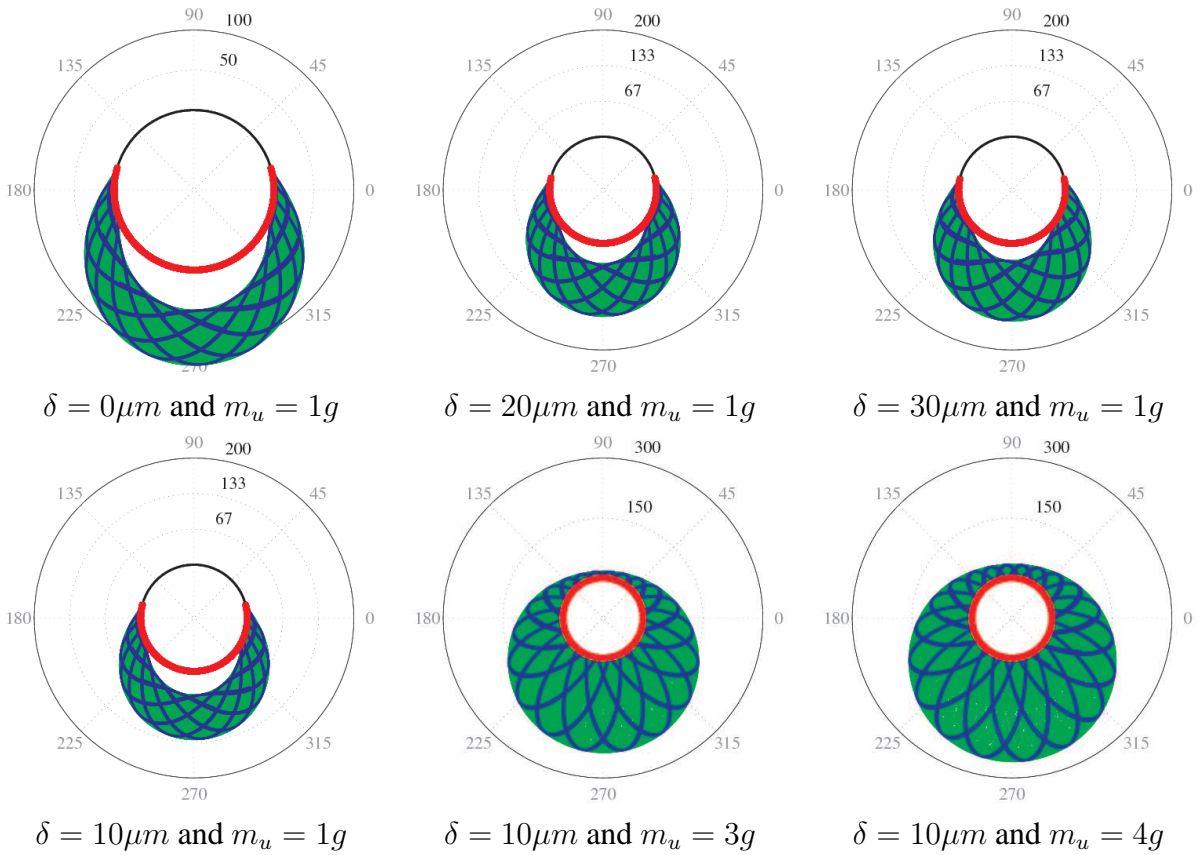 90 100 90 200 90 200
135 50 45 135 133 45 135 133 45
67 67
180 0 180 0 180 0
225 315 225 315 225 315
270 270 270
δ = 0μm and m_u = 1g δ = 20μm and m_u = 1g δ = 30μm and m_u = 1g
90 200 90 300 90 300
135 133 45 135 45 135 45
67 150 150
180 0 180 0 180 0
225 315 225 315 225 315
270 270 270
δ = 10μm and m_u = 1g δ = 10μm and m_u = 3g δ = 10μm and m_u = 4g